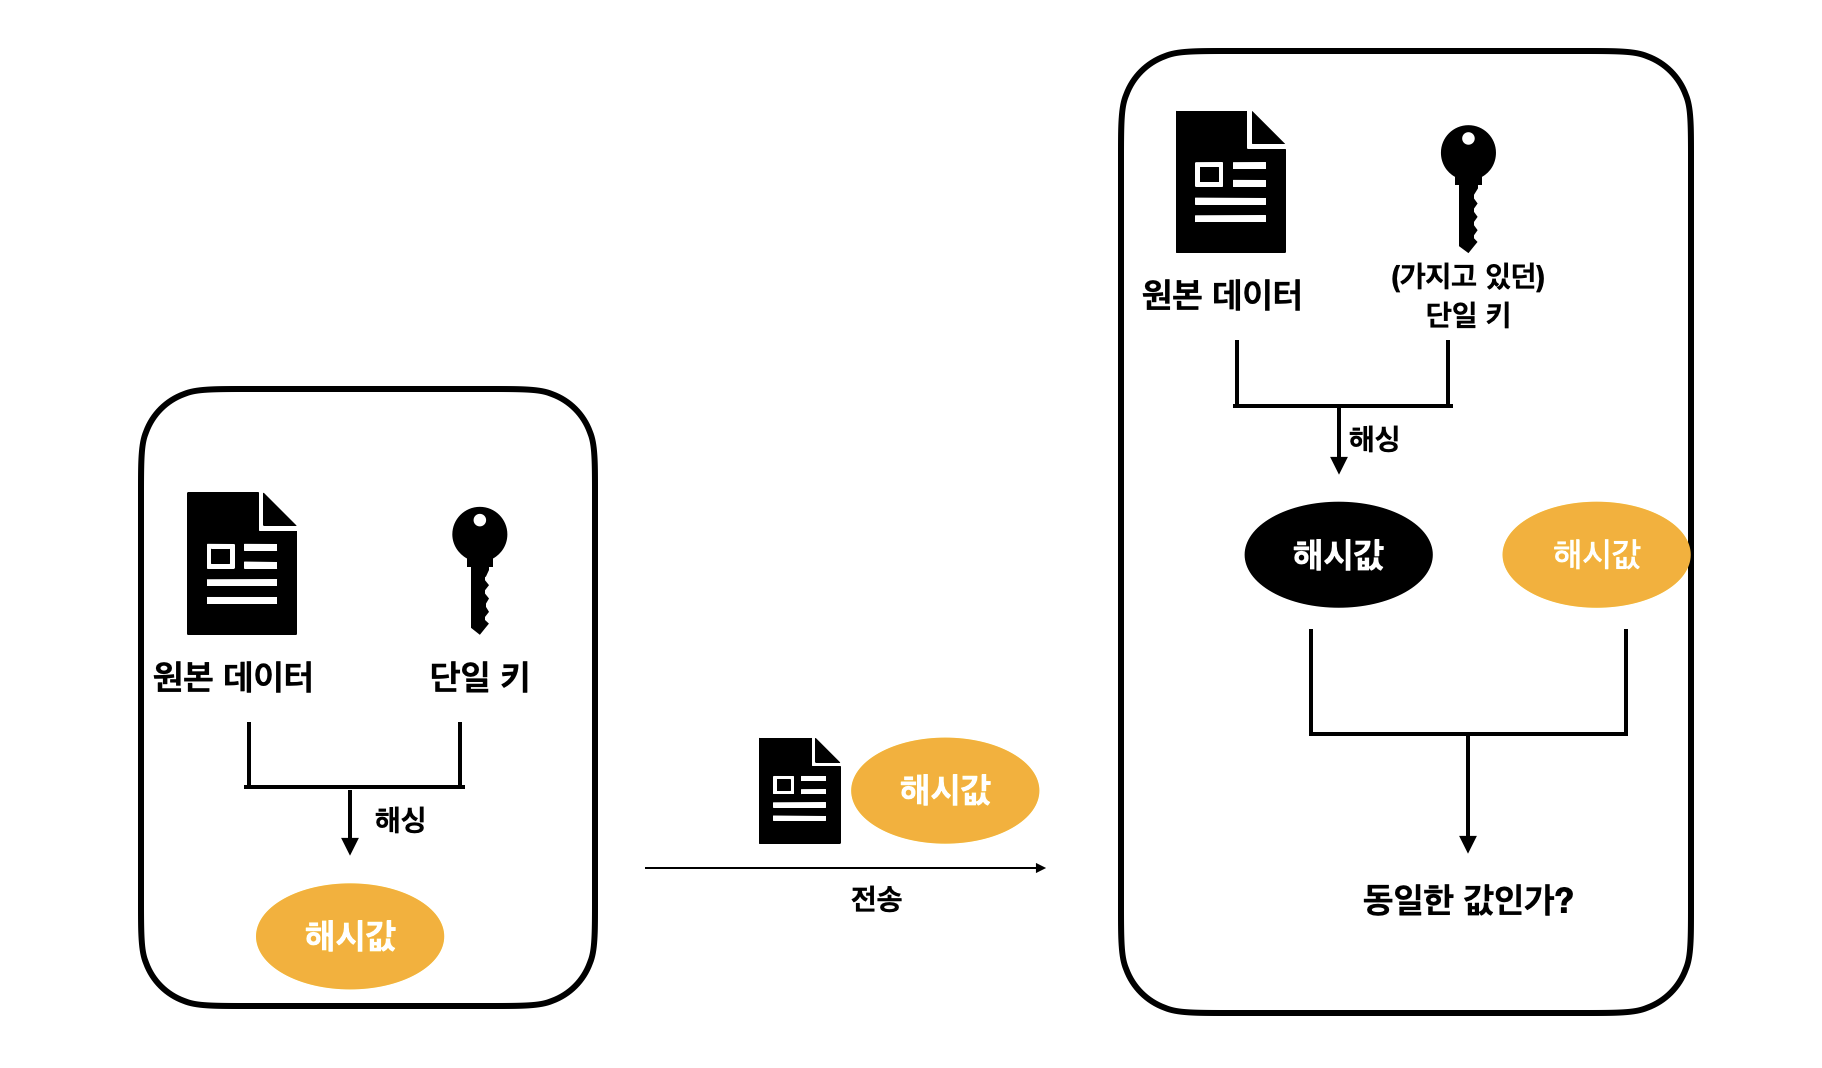 원본 데이터
단일 키
해싱
해시값
해시값
전송
원본 데이터
(가지고 있던)
단일 키
해싱
해시값
해시값
동일한 값인가?